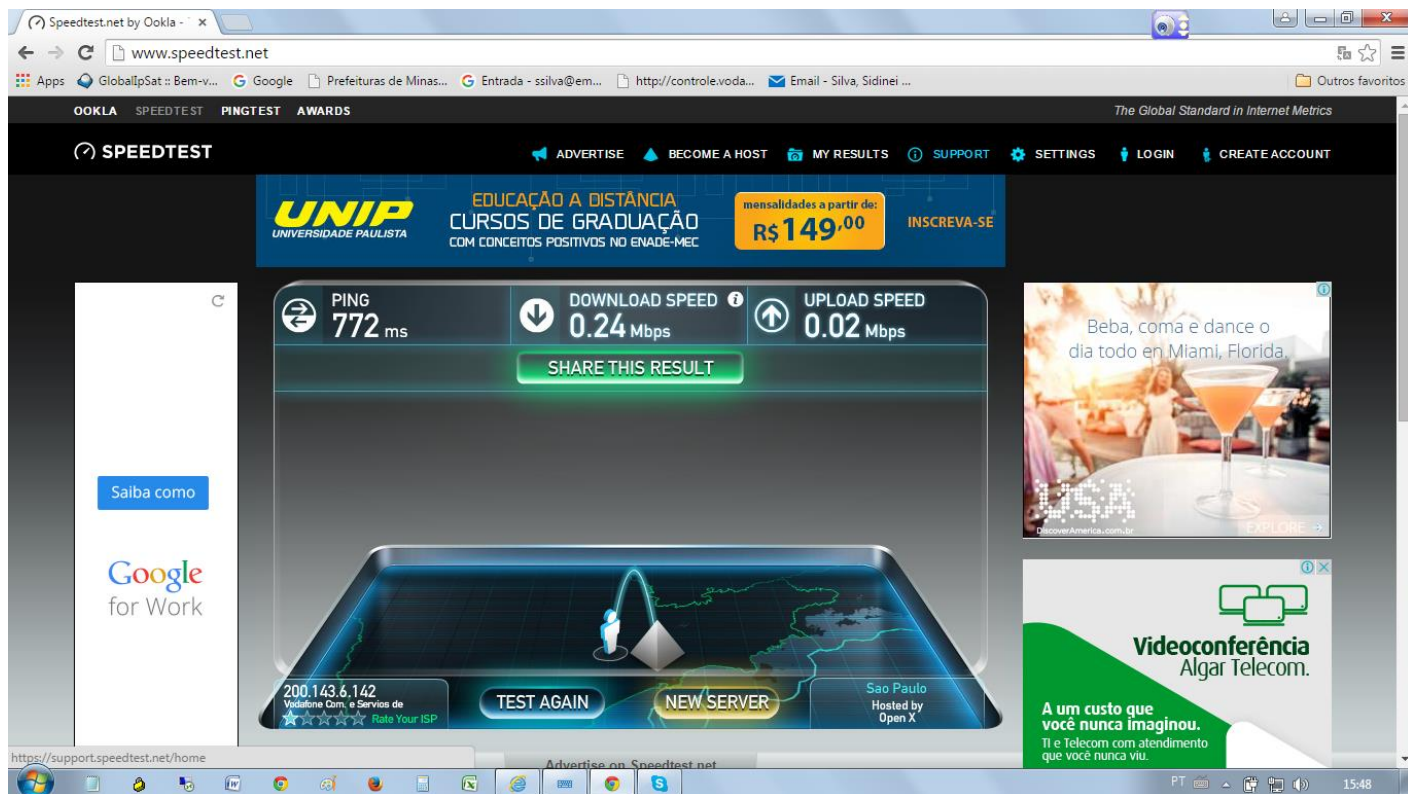 Speedtest.net by Ookla -
www.speedtest.net
Apps GlobalIpSat :: Bem-v... Google Prefeituras de Minas... Entrada - ssilva@em... http://controle.voda... Email - Silva, Sidinei ... Outros favoritos
OOKLA SPEEDTEST PINGTEST AWARDS The Global Standard in Internet Metrics
SPEEDTEST ADVERTISE BECOME A HOST MY RESULTS SUPPORT SETTINGS LOGIN CREATE ACCOUNT
UNIP
UNIVERSIDADE PAULISTA
EDUCAÇÃO A DISTÂNCIA
CURSOS DE GRADUAÇÃO
COM CONCEITOS POSITIVOS NO ENADE-MEC
mensalidades a partir de:
R$149,00
INSCREVA-SE
PING
772 ms
DOWNLOAD SPEED
0.24 Mbps
UPLOAD SPEED
0.02 Mbps
SHARE THIS RESULT
Saiba como
Google
for Work
Beba, coma e dance o
dia todo en Miami, Florida.
USA
DiscoverAmerica.com.br
EXPLORE
Videoconferência
Algar Telecom.
A um custo que
você nunca imaginou.
TI e Telecom com atendimento
que você nunca viu.
200.143.6.142
Vodafone Com. e Servios de
Rate Your ISP
TEST AGAIN
NEW SERVER
Sao Paulo
Hosted by
Open X
https://support.speedtest.net/home
Advertise on Speedtest.net
PT 15:48